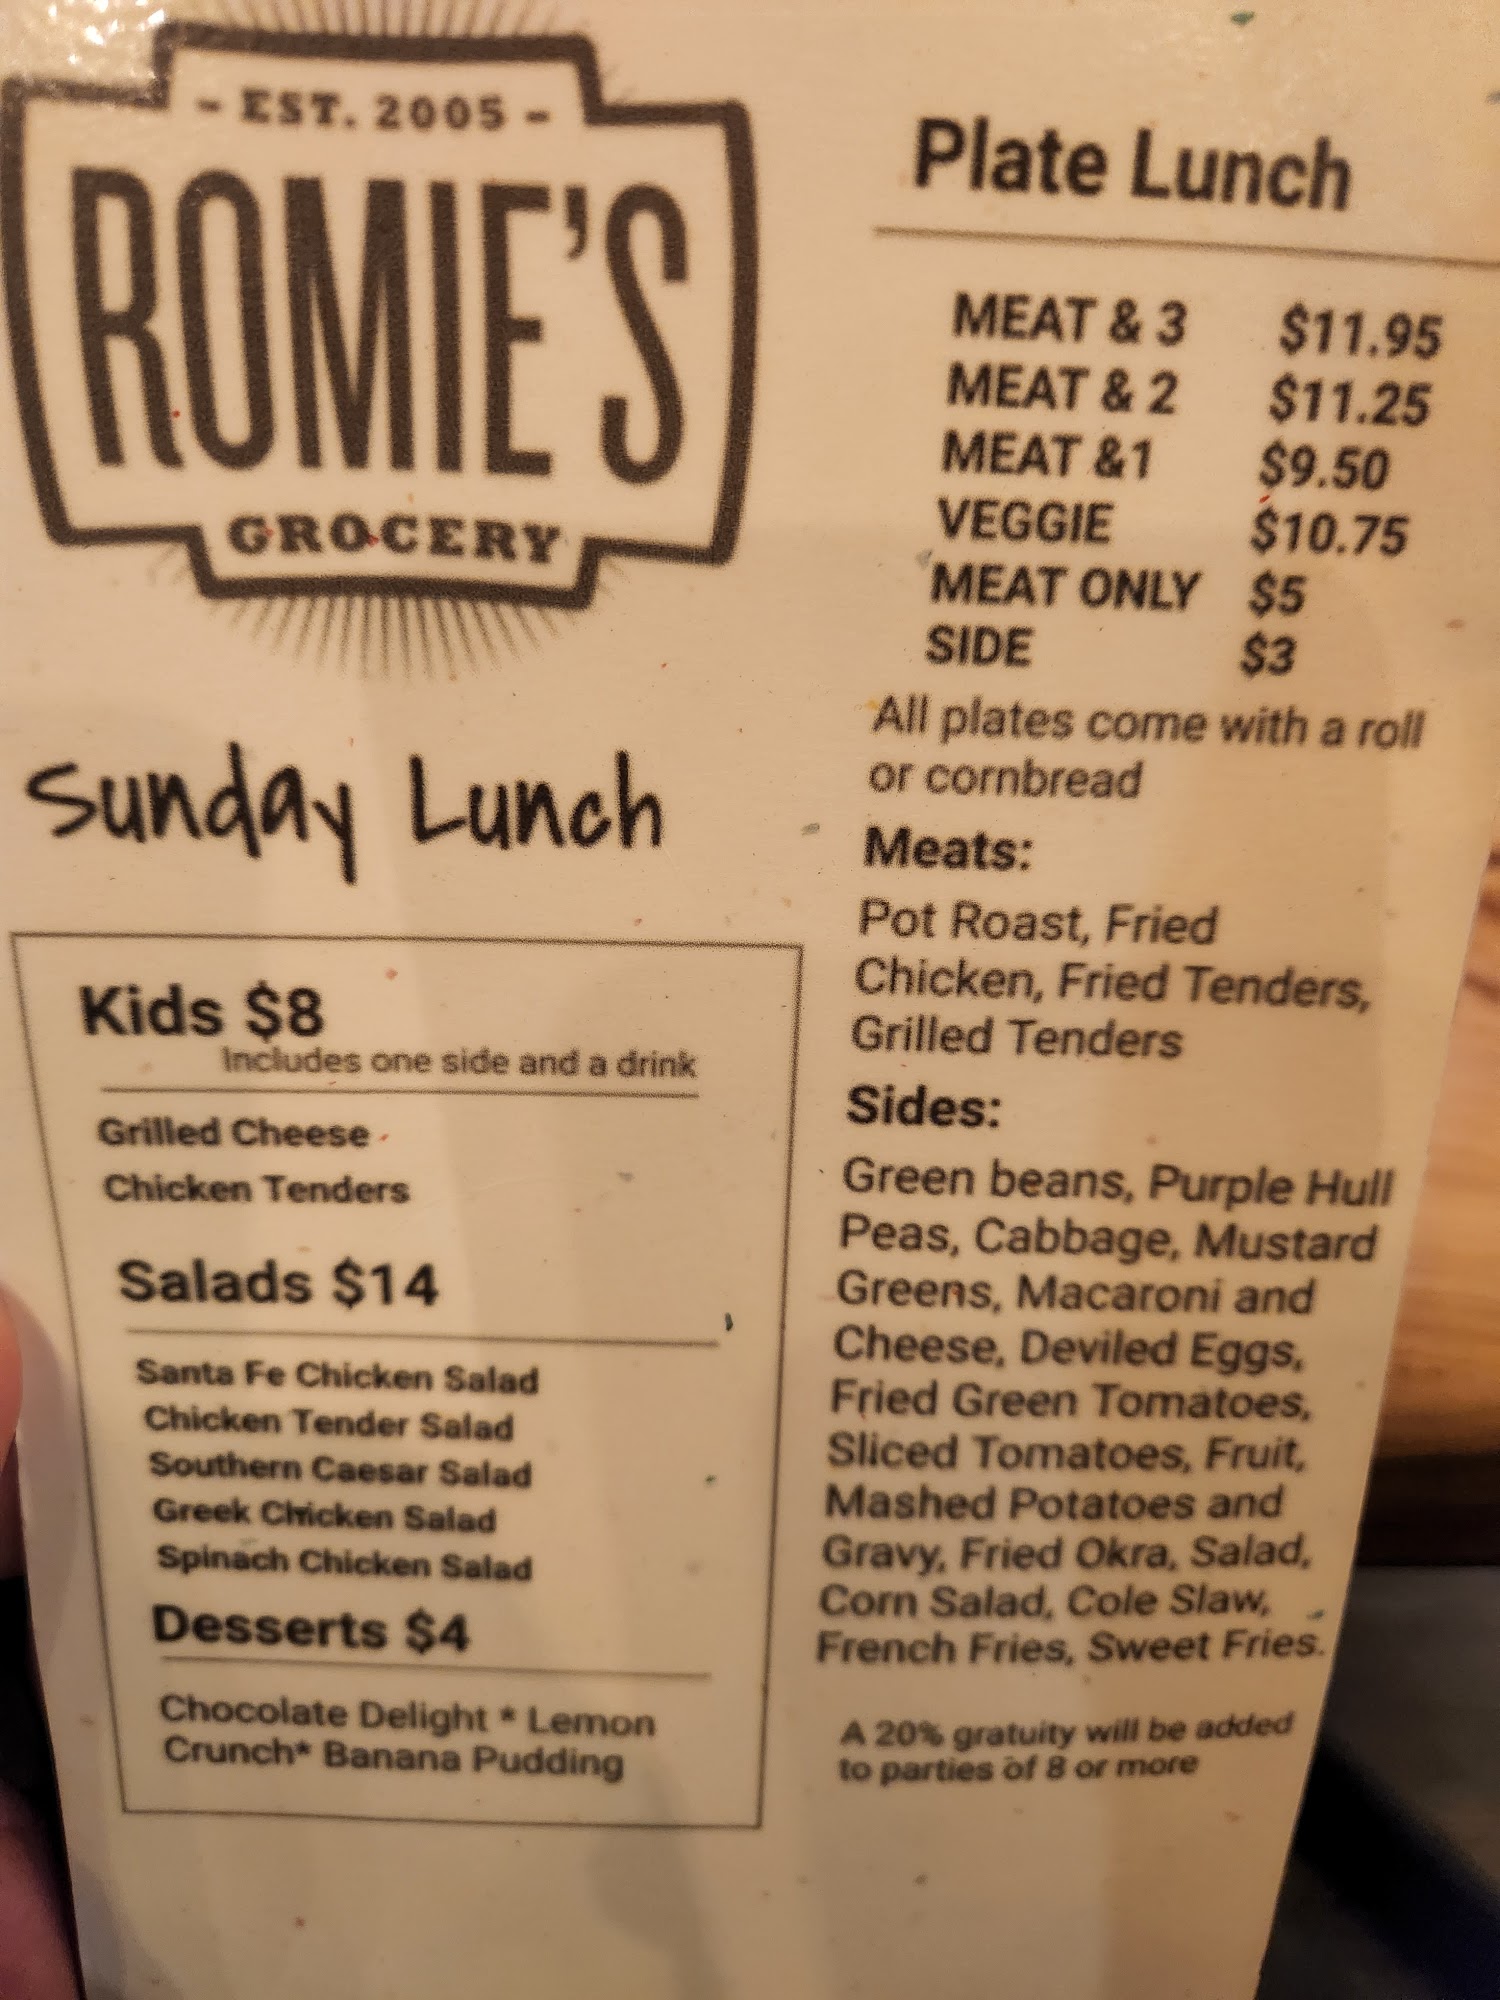 - EST. 2005 -
ROMIE'S
GROCERY
Sunday Lunch
Kids $8
Includes one side and a drink
Grilled Cheese
Chicken Tenders
Salads $14
Santa Fe Chicken Salad
Chicken Tender Salad
Southern Caesar Salad
Greek Chicken Salad
Spinach Chicken Salad
Desserts $4
Chocolate Delight * Lemon
Crunch* Banana Pudding
Plate Lunch
MEAT & 3 $11.95
MEAT & 2 $11.25
MEAT &1 $9.50
VEGGIE $10.75
MEAT ONLY $5
SIDE $3
All plates come with a roll
or cornbread
Meats:
Pot Roast, Fried
Chicken, Fried Tenders,
Grilled Tenders
Sides:
Green beans, Purple Hull
Peas, Cabbage, Mustard
Greens, Macaroni and
Cheese, Deviled Eggs,
Fried Green Tomatoes,
Sliced Tomatoes, Fruit,
Mashed Potatoes and
Gravy, Fried Okra, Salad,
Corn Salad, Cole Slaw,
French Fries, Sweet Fries.
A 20% gratuity will be added
to parties of 8 or more